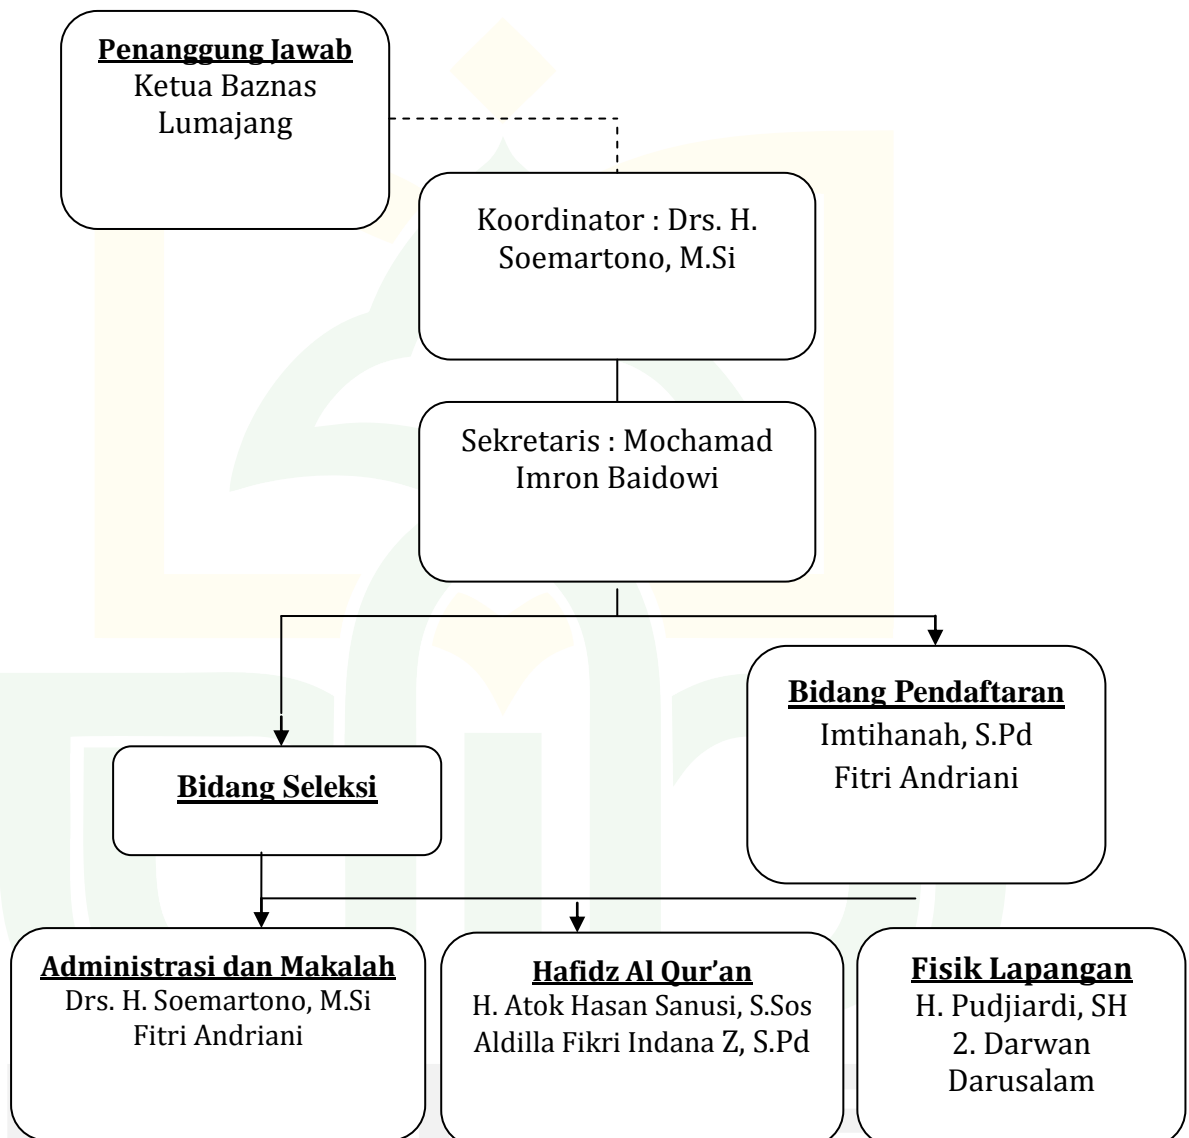 Penanggung Jawab
Ketua Baznas
Lumajang
Koordinator : Drs. H.
Soemartono, M.Si
Sekretaris : Mochamad
Imron Baidowi
Bidang Pendaftaran
Imtihanah, S.Pd
Fitri Andriani
Bidang Seleksi
Administrasi dan Makalah
Drs. H. Soemartono, M.Si
Fitri Andriani
Hafidz Al Qur’an
H. Atok Hasan Sanusi, S.Sos
Aldilla Fikri Indana Z, S.Pd
Fisik Lapangan
H. Pudjiardi, SH
2. Darwan
Darusalam